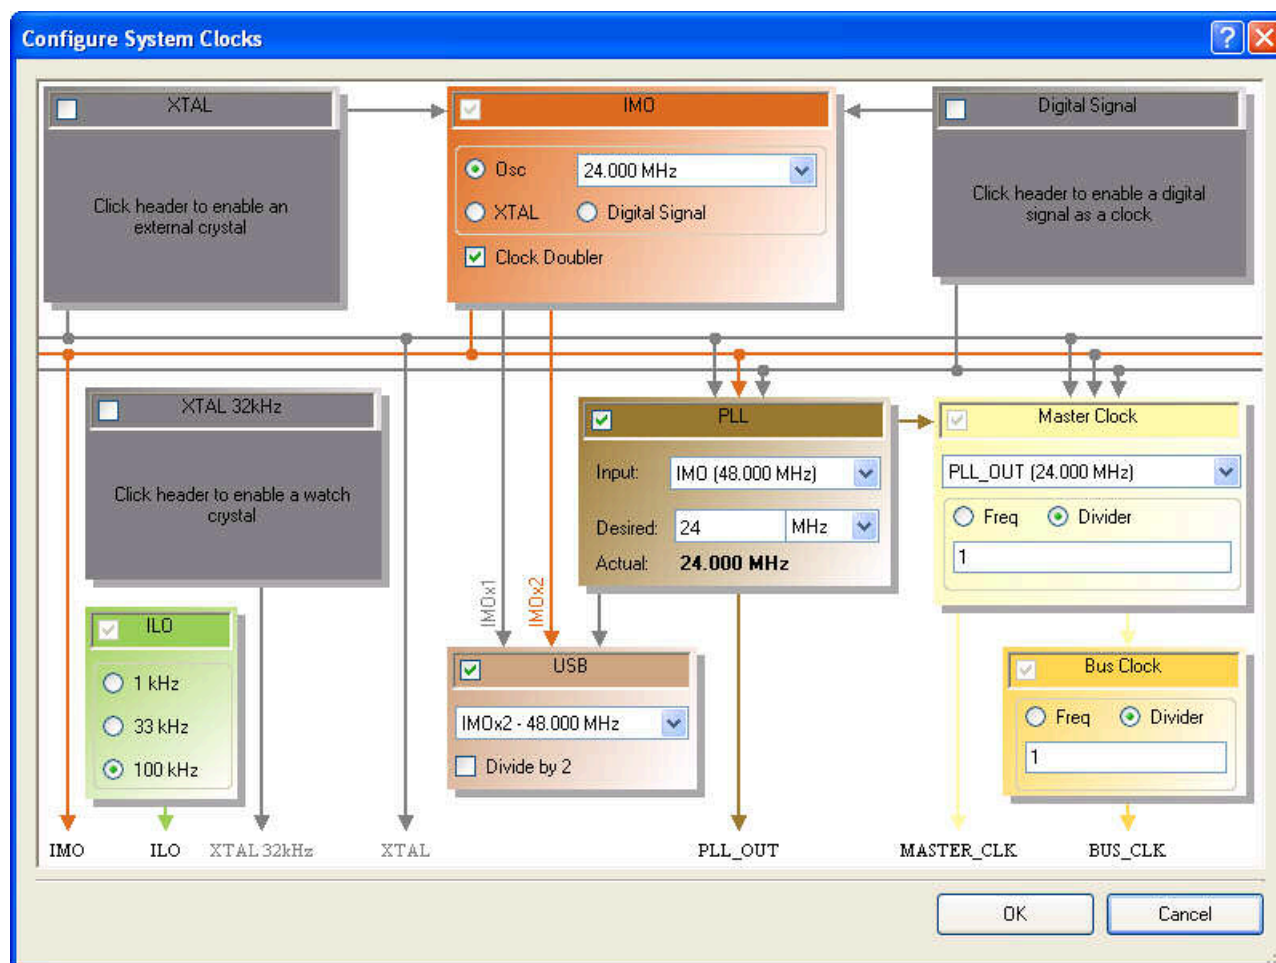 Configure System Clocks
XTAL
Click header to enable an
external crystal
IMO
Osc
24.000 MHz
XTAL
Digital Signal
Clock Doubler
Digital Signal
Click header to enable a digital
signal as a clock
XTAL 32kHz
Click header to enable a watch
crystal
PLL
Input:
IMO (48.000 MHz)
Desired:
24
MHz
Actual:
24.000 MHz
Master Clock
PLL_OUT (24.000 MHz)
Freq
Divider
1
ILO
1 kHz
33 kHz
100 kHz
IMOx1
IMOx2
USB
IMOx2 - 48.000 MHz
Divide by 2
Bus Clock
Freq
Divider
1
IMO
ILO
XTAL 32kHz
XTAL
PLL_OUT
MASTER_CLK
BUS_CLK
OK
Cancel